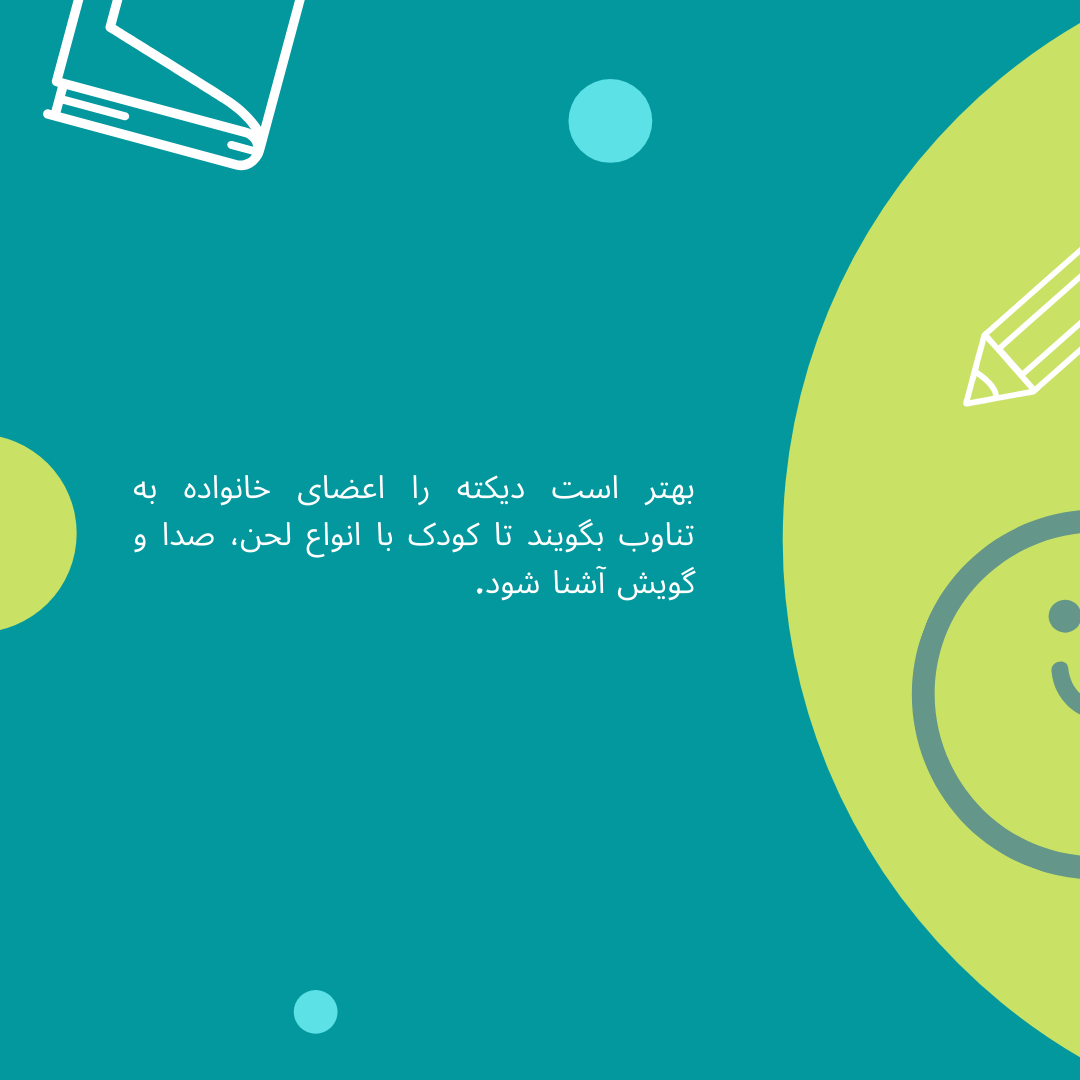 بهتر است دیکته را اعضای خانواده به
تناوب بگویند تا کودک با انواع لحن، صدا و
گویش آشنا شود.